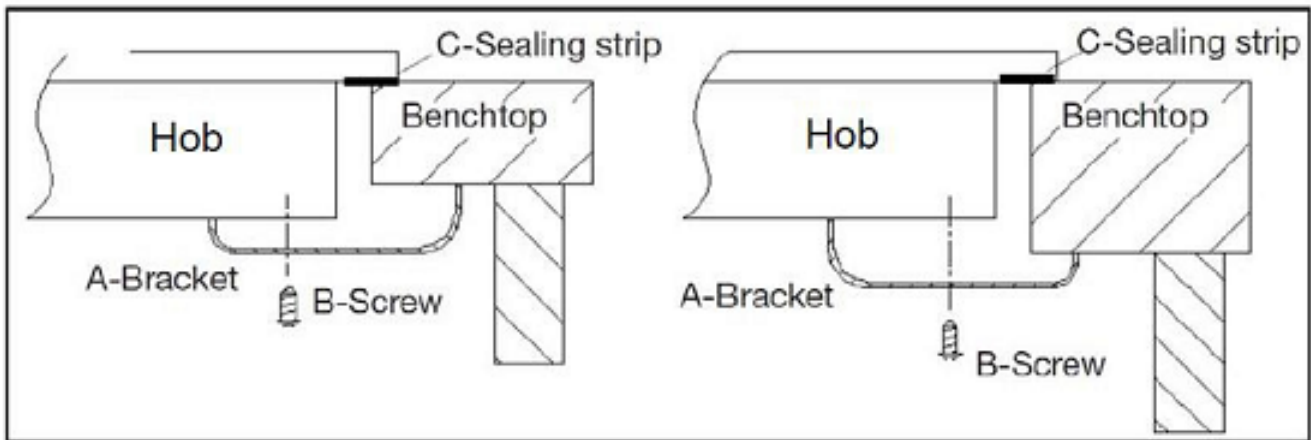 C-Sealing strip
Hob
Benchtop
A-Bracket
B-Screw
C-Sealing strip
Hob
Benchtop
A-Bracket
B-Screw